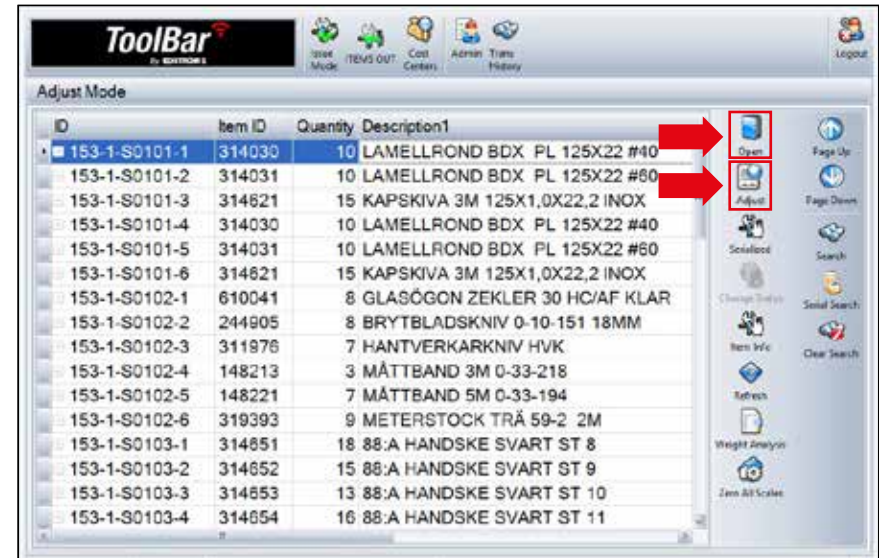 ToolBar
By EDITRON'S
Issue Mode
ITEMS OUT
Cost Centers
Admin
Trans History
Logout
Adjust Mode
ID Item ID Quantity Description1
153-1-S0101-1 314030 10 LAMELLROND BDX PL 125X22 #40
153-1-S0101-2 314031 10 LAMELLROND BDX PL 125X22 #60
153-1-S0101-3 314621 15 KAPSKIVA 3M 125X1,0X22,2 INOX
153-1-S0101-4 314030 10 LAMELLROND BDX PL 125X22 #40
153-1-S0101-5 314031 10 LAMELLROND BDX PL 125X22 #60
153-1-S0101-6 314621 15 KAPSKIVA 3M 125X1,0X22,2 INOX
153-1-S0102-1 610041 8 GLASÖGON ZEKLER 30 HC/AF KLAR
153-1-S0102-2 244905 8 BRYTBLADSKNIV 0-10-151 18MM
153-1-S0102-3 311976 7 HANTVERKARKNIV HVK
153-1-S0102-4 148213 3 MÅTTBAND 3M 0-33-218
153-1-S0102-5 148221 7 MÅTTBAND 5M 0-33-194
153-1-S0102-6 319393 9 METERSTOCK TRÄ 59-2 2M
153-1-S0103-1 314651 18 88:A HANDSKE SVART ST 8
153-1-S0103-2 314652 15 88:A HANDSKE SVART ST 9
153-1-S0103-3 314653 13 88:A HANDSKE SVART ST 10
153-1-S0103-4 314654 16 88:A HANDSKE SVART ST 11
Open
Adjust
Serialized
Change Status
Item Info
Refresh
Weight Analysis
Zero All Scales
Page Up
Page Down
Search
Serial Search
Clear Search